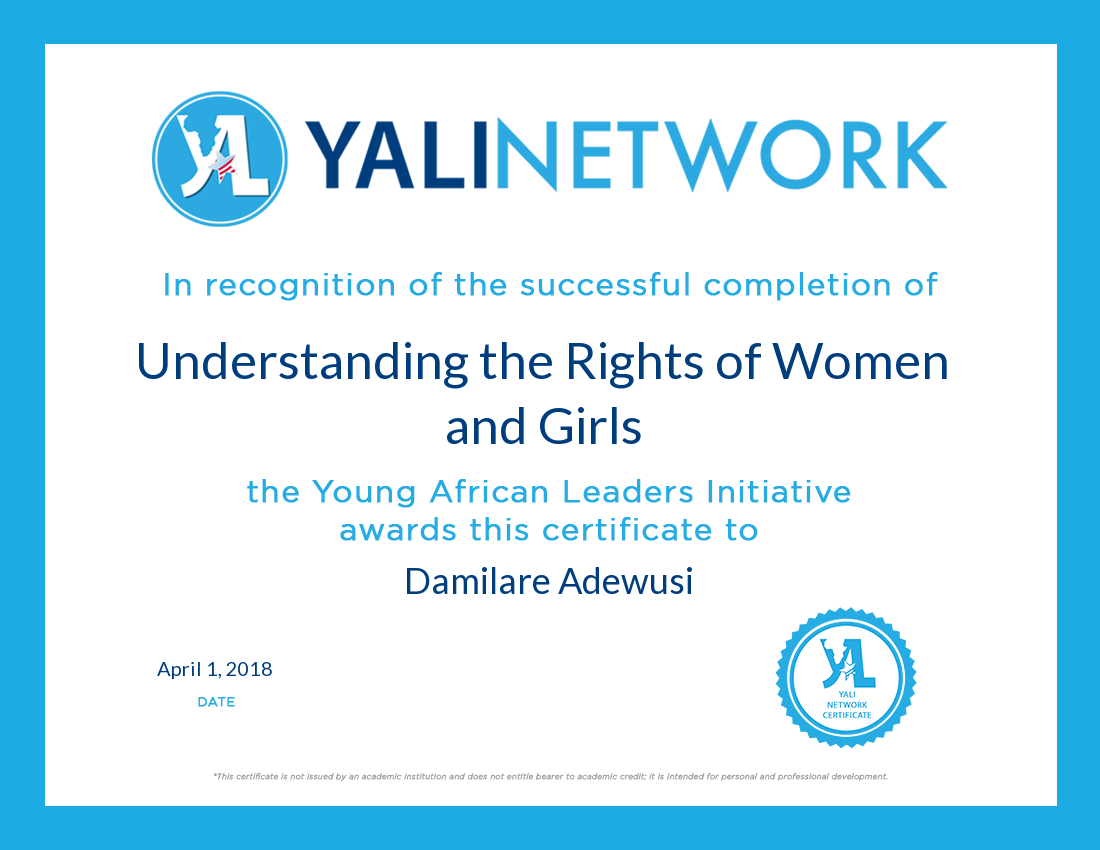 YALINETWORK
In recognition of the successful completion of
Understanding the Rights of Women
and Girls
the Young African Leaders Initiative
awards this certificate to
Damilare Adewusi
April 1, 2018
DATE
YALI
NETWORK
CERTIFICATE
*This certificate is not issued by an academic institution and does not entitle bearer to academic credit; it is intended for personal and professional development.